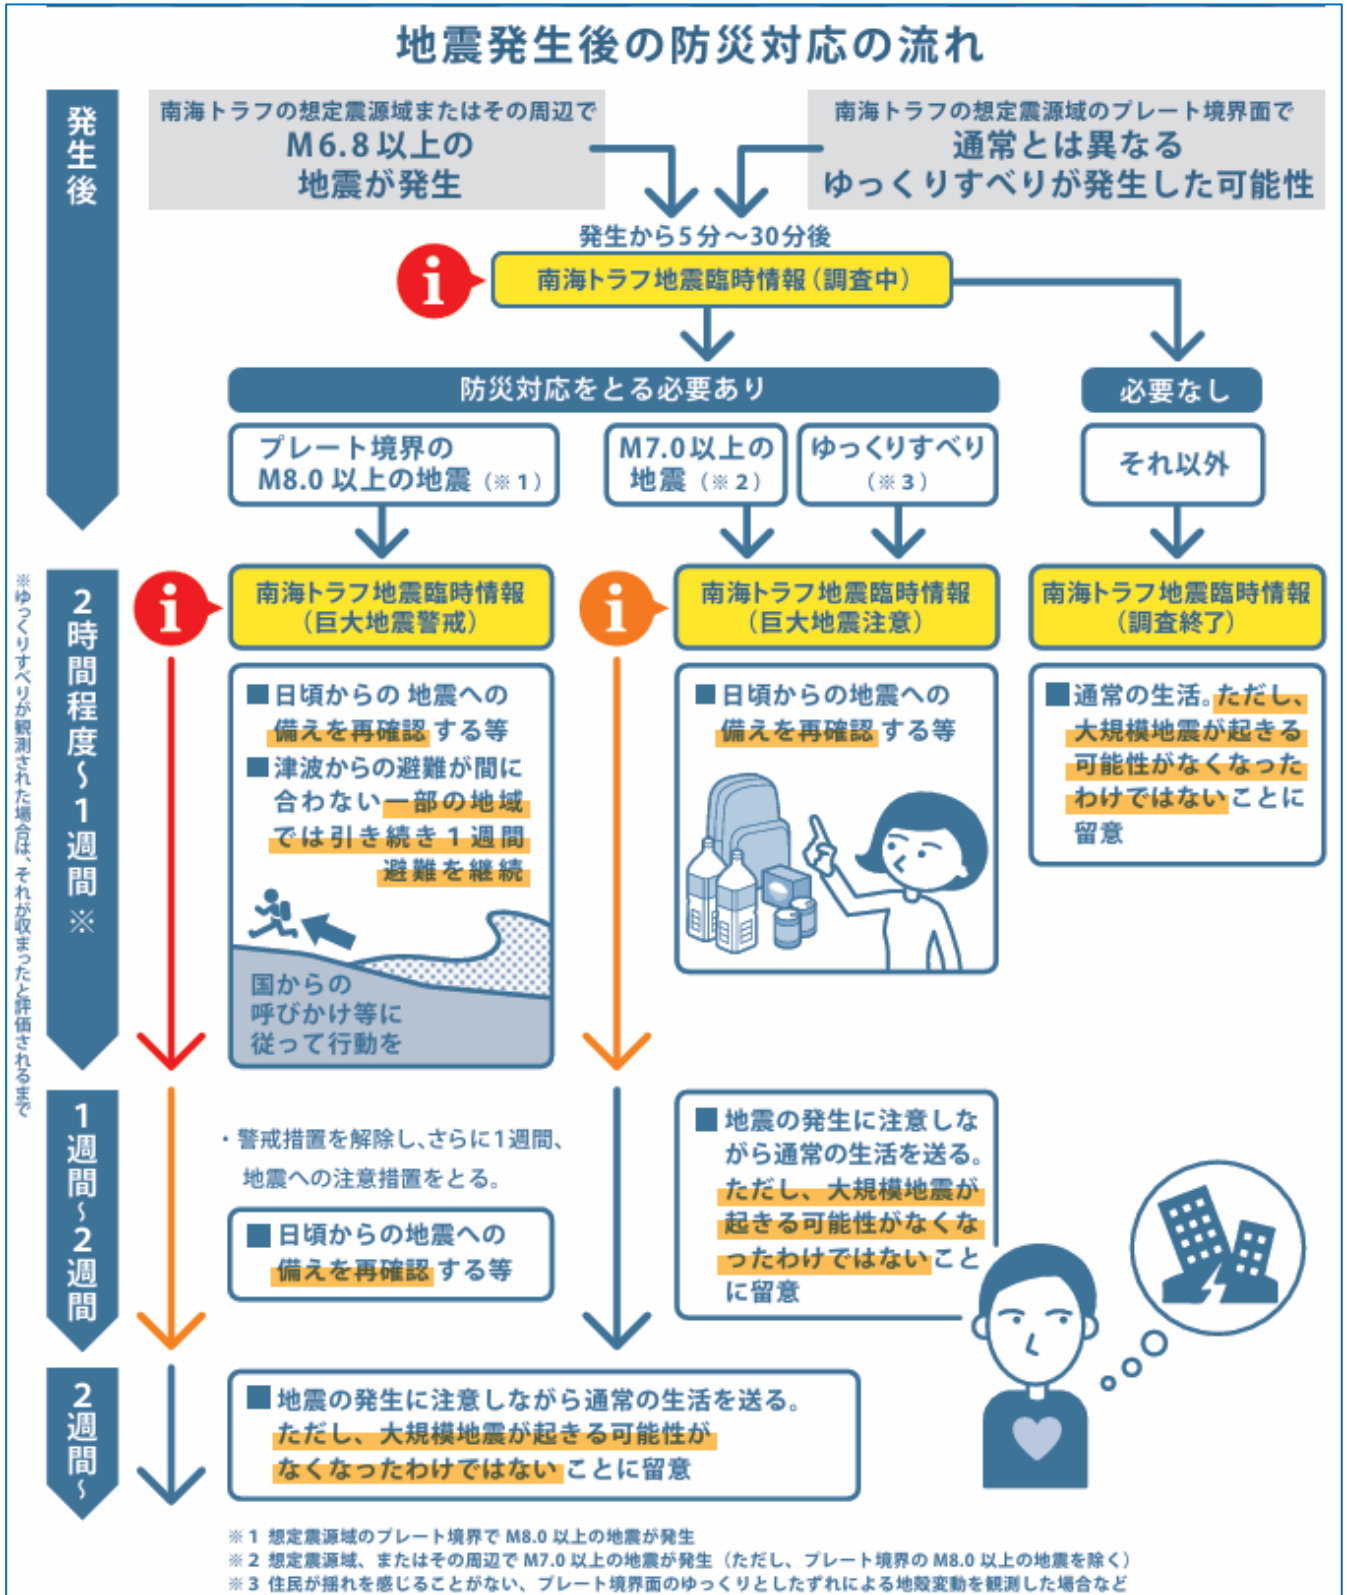 地震発生後の防災対応の流れ
発生後
南海トラフの想定震源域またはその周辺で
M6.8以上の
地震が発生
南海トラフの想定震源域のプレート境界面で
通常とは異なる
ゆっくりすべりが発生した可能性
発生から5分～30分後
i
南海トラフ地震臨時情報（調査中）
防災対応をとる必要あり
必要なし
プレート境界の
M8.0以上の地震（※1）
M7.0以上の
地震（※2）
ゆっくりすべり
（※3）
それ以外
2時間程度～1週間※
※ゆっくりすべりが観測された場合は、それが収まったと評価されるまで
i
南海トラフ地震臨時情報
（巨大地震警戒）
i
南海トラフ地震臨時情報
（巨大地震注意）
南海トラフ地震臨時情報
（調査終了）
■日頃からの 地震への
備えを再確認する等
■津波からの避難が間に
合わない一部の地域
では引き続き1週間
避難を継続
国からの
呼びかけ等に
従って行動を
■日頃からの地震への
備えを再確認する等
■通常の生活。ただし、
大規模地震が起きる
可能性がなくなった
わけではないことに
留意
1週間～2週間
・警戒措置を解除し、さらに1週間、
地震への注意措置をとる。
■日頃からの地震への
備えを再確認する等
■地震の発生に注意しな
がら通常の生活を送る。
ただし、大規模地震が
起きる可能性がなくな
ったわけではないこと
に留意
2週間～
■地震の発生に注意しながら通常の生活を送る。
ただし、大規模地震が起きる可能性が
なくなったわけではないことに留意
※1 想定震源域のプレート境界でM8.0以上の地震が発生
※2 想定震源域、またはその周辺でM7.0以上の地震が発生（ただし、プレート境界のM8.0以上の地震を除く）
※3 住民が揺れを感じることがない、プレート境界面のゆっくりとしたずれによる地殻変動を観測した場合など